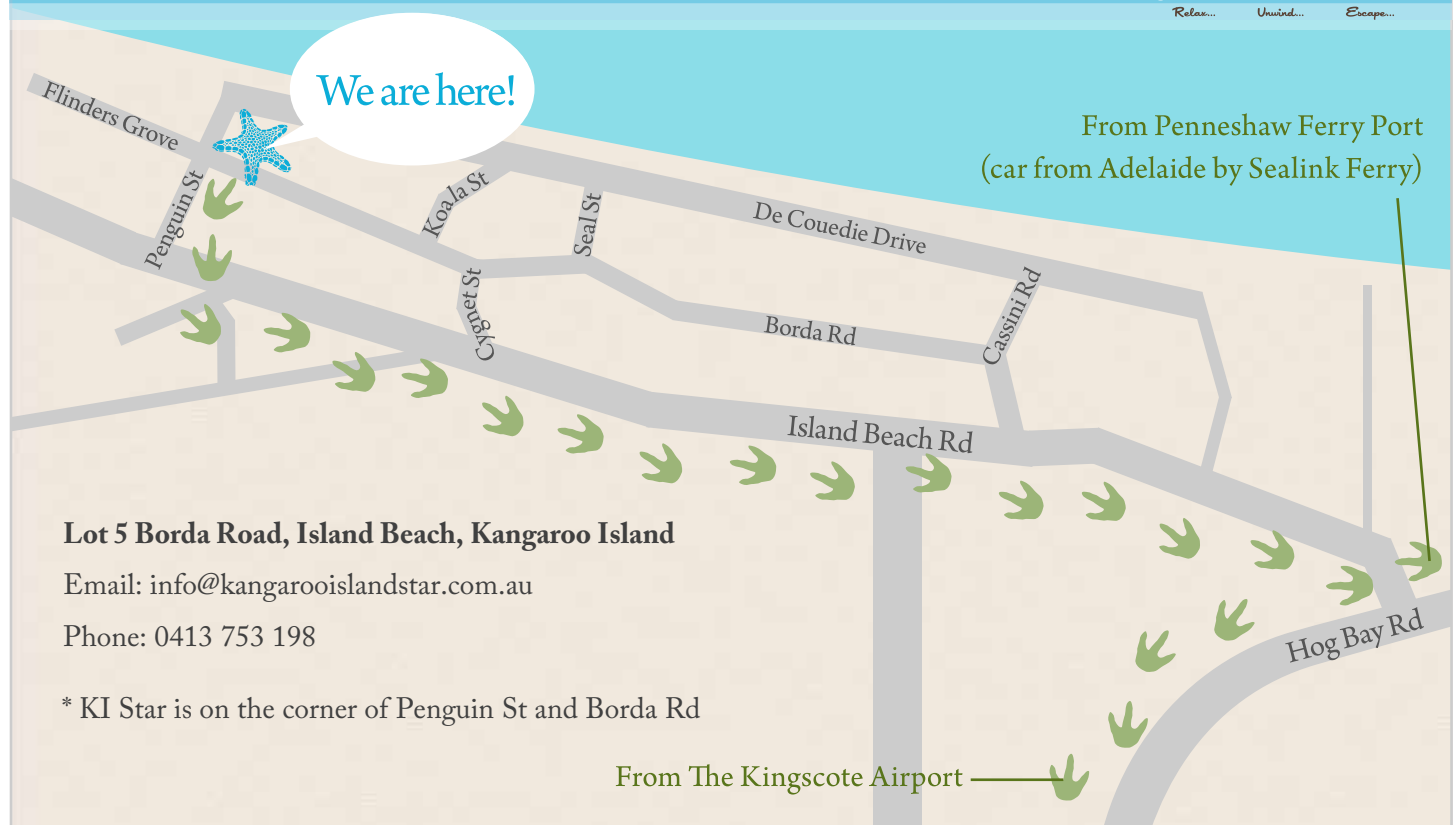 Relax... Unwind... Escape...
We are here!
Flinders Grove
From Penneshaw Ferry Port
(car from Adelaide by Sealink Ferry)
Penguin St
Koala St
Seal St
De Couedie Drive
Cygnet St
Cassini Rd
Borda Rd
Island Beach Rd
Lot 5 Borda Road, Island Beach, Kangaroo Island
Email: info@kangarooislandstar.com.au
Phone: 0413 753 198
Hog Bay Rd
* KI Star is on the corner of Penguin St and Borda Rd
From The Kingscote Airport